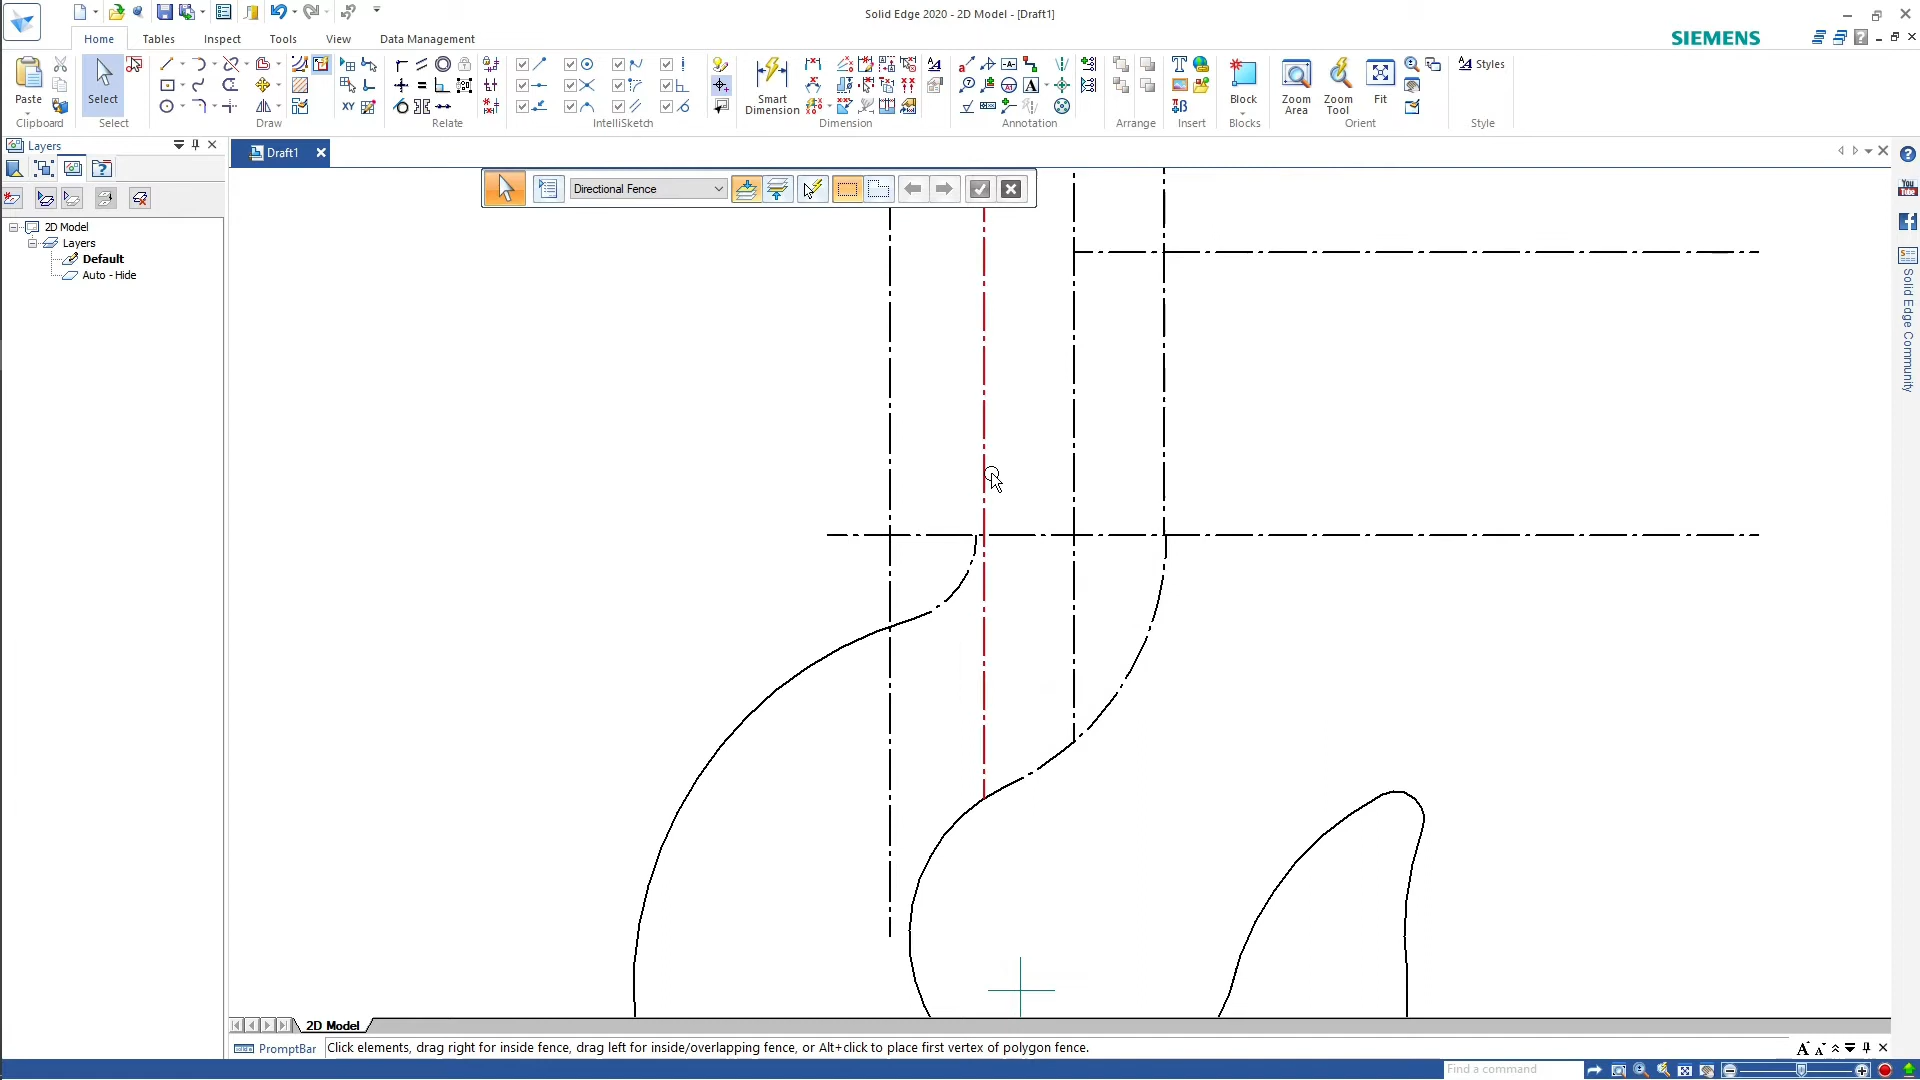 Solid Edge 2020 - 2D Model - [Draft1]
Home Tables Inspect Tools View Data Management
SIEMENS
Paste
Select
Smart
Dimension
Block
Zoom
Area
Zoom
Tool
Fit
Styles
Clipboard Select Draw Relate IntelliSketch Dimension Annotation Arrange Insert Blocks Orient Style
Layers
Draft1
Directional Fence
2D Model
Layers
Default
Auto - Hide
You
Tube
Solid Edge Community
2D Model
PromptBar Click elements, drag right for inside fence, drag left for inside/overlapping fence, or Alt+click to place first vertex of polygon fence.
Find a command